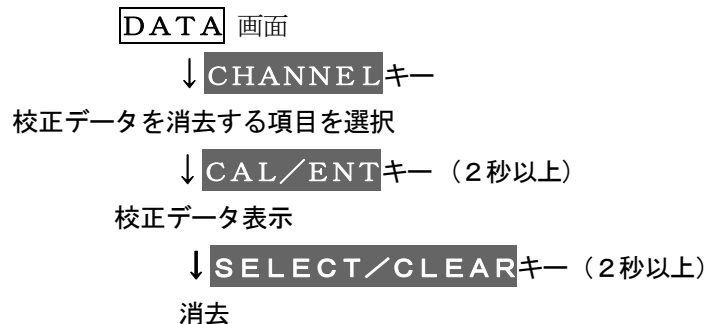 DATA 画面
↓CHANNELキー
校正データを消去する項目を選択
↓CAL／ENTキー（２秒以上）
校正データ表示
↓SELECT／CLEARキー（２秒以上）
消去